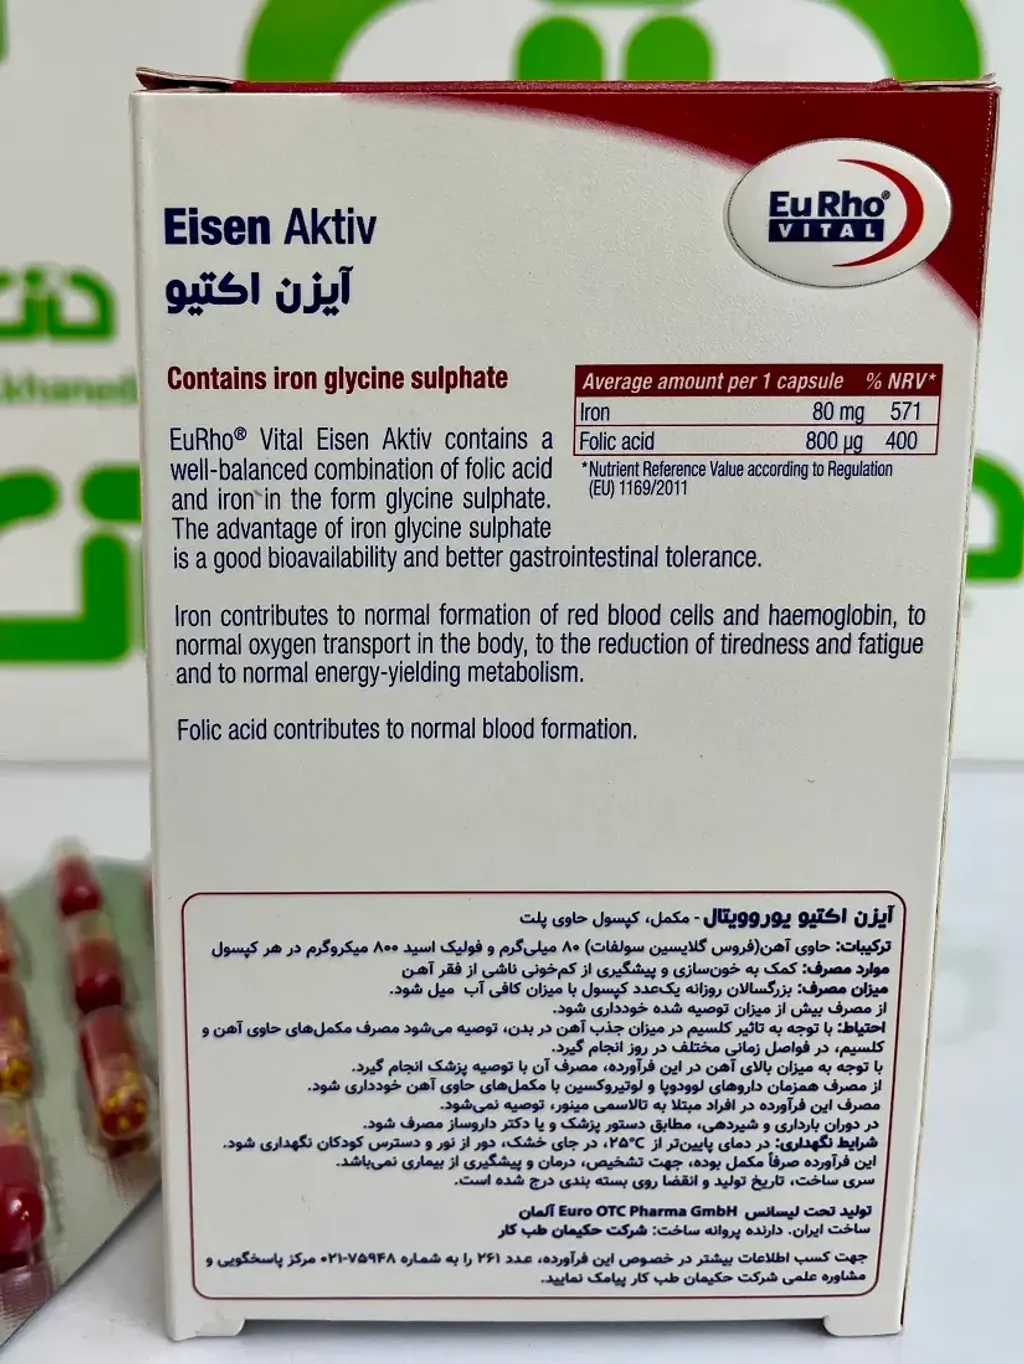 Eisen Aktiv
آیزن اکتیو
EuRho®
VITAL
Contains iron glycine sulphate
Average amount per 1 capsule % NRV*
Iron 80 mg 571
Folic acid 800 µg 400
*Nutrient Reference Value according to Regulation
(EU) 1169/2011
EuRho® Vital Eisen Aktiv contains a
well-balanced combination of folic acid
and iron in the form glycine sulphate.
The advantage of iron glycine sulphate
is a good bioavailability and better gastrointestinal tolerance.
Iron contributes to normal formation of red blood cells and haemoglobin, to
normal oxygen transport in the body, to the reduction of tiredness and fatigue
and to normal energy-yielding metabolism.
Folic acid contributes to normal blood formation.
آیزن اکتیو یوروویتال - مکمل، کپسول حاوی پلت
ترکیبات: حاوی آهن(فروس گلایسین سولفات) ۸۰ میلی‌گرم و فولیک اسید ۸۰۰ میکروگرم در هر کپسول
موارد مصرف: کمک به خون‌سازی و پیشگیری از کم‌خونی ناشی از فقر آهن
میزان مصرف: بزرگسالان روزانه یک‌عدد کپسول با میزان کافی آب میل شود.
از مصرف بیش از میزان توصیه شده خودداری شود.
احتیاط: با توجه به تاثیر کلسیم در میزان جذب آهن در بدن، توصیه می‌شود مصرف مکمل‌های حاوی آهن و
کلسیم، در فواصل زمانی مختلف در روز انجام گیرد.
با توجه به میزان بالای آهن در این فرآورده، مصرف آن با توصیه پزشک انجام گیرد.
از مصرف همزمان داروهای لوودوپا و لوتیروکسین با مکمل‌های حاوی آهن خودداری شود.
مصرف این فرآورده در افراد مبتلا به تالاسمی مینور، توصیه نمی‌شود.
در دوران بارداری و شیردهی، مطابق دستور پزشک و یا دکتر داروساز مصرف شود.
شرایط نگهداری: در دمای پایین‌تر از ۲۵°C، در جای خشک، دور از نور و دسترس کودکان نگهداری شود.
این فرآورده صرفاً مکمل بوده، جهت تشخیص، درمان و پیشگیری از بیماری نمی‌باشد.
سری ساخت، تاریخ تولید و انقضا روی بسته بندی درج شده است.
تولید تحت لیسانس Euro OTC Pharma GmbH آلمان
ساخت ایران. دارنده پروانه ساخت: شرکت حکیمان طب کار
جهت کسب اطلاعات بیشتر در خصوص این فرآورده، عدد ۲۶۱ را به شماره ۷۵۹۴۸-۰۲۱ مرکز پاسخگویی و
مشاوره علمی شرکت حکیمان طب کار پیامک نمایید.